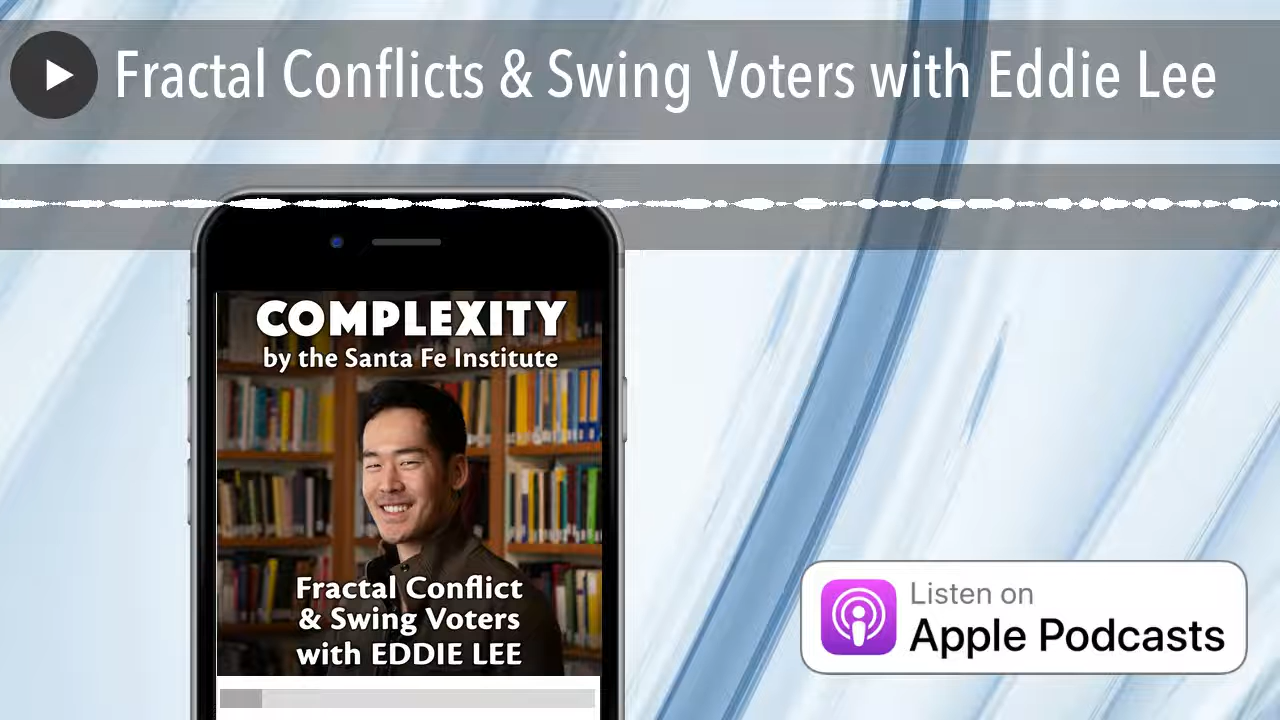 Fractal Conflicts & Swing Voters with Eddie Lee
COMPLEXITY
by the Santa Fe Institute
Fractal Conflict
& Swing Voters
with EDDIE LEE
Listen on
Apple Podcasts